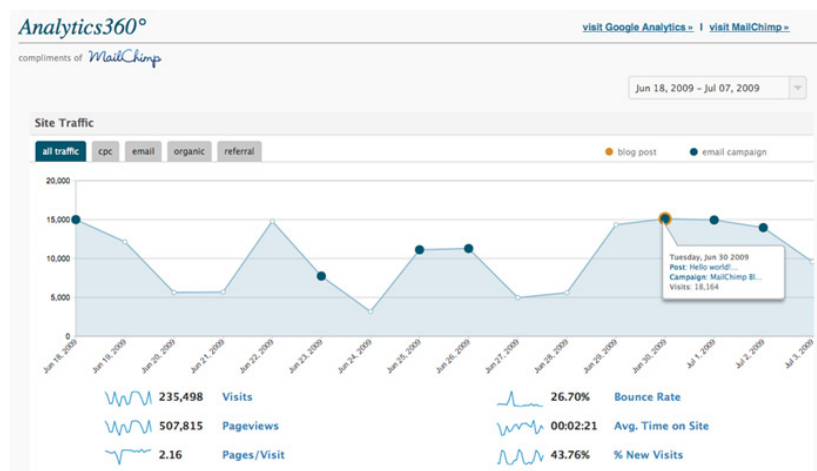 Analytics360°
visit Google Analytics » | visit MailChimp »
compliments of MailChimp
Jun 18, 2009 – Jul 07, 2009
Site Traffic
all traffic cpc email organic referral
blog post email campaign
20,000
15,000
10,000
5,000
0
Tuesday, Jun 30 2009
Post: Hello world!...
Campaign: MailChimp Bl...
Visits: 18,164
Jun 18, 2009 Jun 19, 2009 Jun 20, 2009 Jun 21, 2009 Jun 22, 2009 Jun 23, 2009 Jun 24, 2009 Jun 25, 2009 Jun 26, 2009 Jun 27, 2009 Jun 28, 2009 Jun 29, 2009 Jun 30, 2009 Jul 1, 2009 Jul 2, 2009 Jul 3, 2009
235,498 Visits 26.70% Bounce Rate
507,815 Pageviews 00:02:21 Avg. Time on Site
2.16 Pages/Visit 43.76% % New Visits